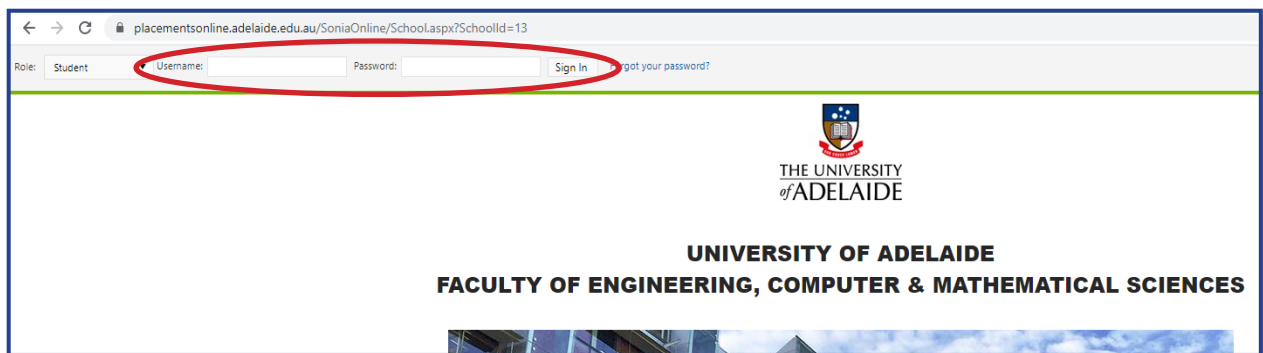 placementsonline.adelaide.edu.au/SoniaOnline/School.aspx?SchoolId=13
Role: Student Username: Password: Sign In Forgot your password?
THE UNIVERSITY
of ADELAIDE
UNIVERSITY OF ADELAIDE
FACULTY OF ENGINEERING, COMPUTER & MATHEMATICAL SCIENCES